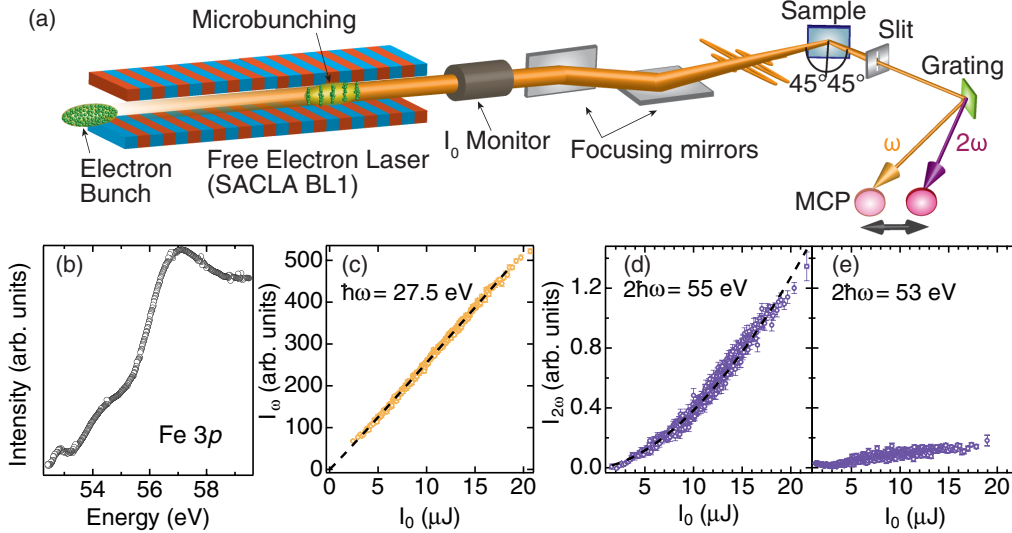 (a)
Microbunching
Sample
Slit
Grating
45°45°
I₀ Monitor
Focusing mirrors
Electron
Bunch
Free Electron Laser
(SACLA BL1)
ω
2ω
MCP
(b)
Fe 3p
Intensity (arb. units)
54 56 58
Energy (eV)
(c)
ħω= 27.5 eV
I_ω (arb. units)
500
400
300
200
100
0
0 5 10 15 20
I₀ (μJ)
(d)
2ħω= 55 eV
I_2ω (arb. units)
1.2
0.8
0.4
0.0
5 10 15 20
I₀ (μJ)
(e)
2ħω= 53 eV
5 10 15 20
I₀ (μJ)